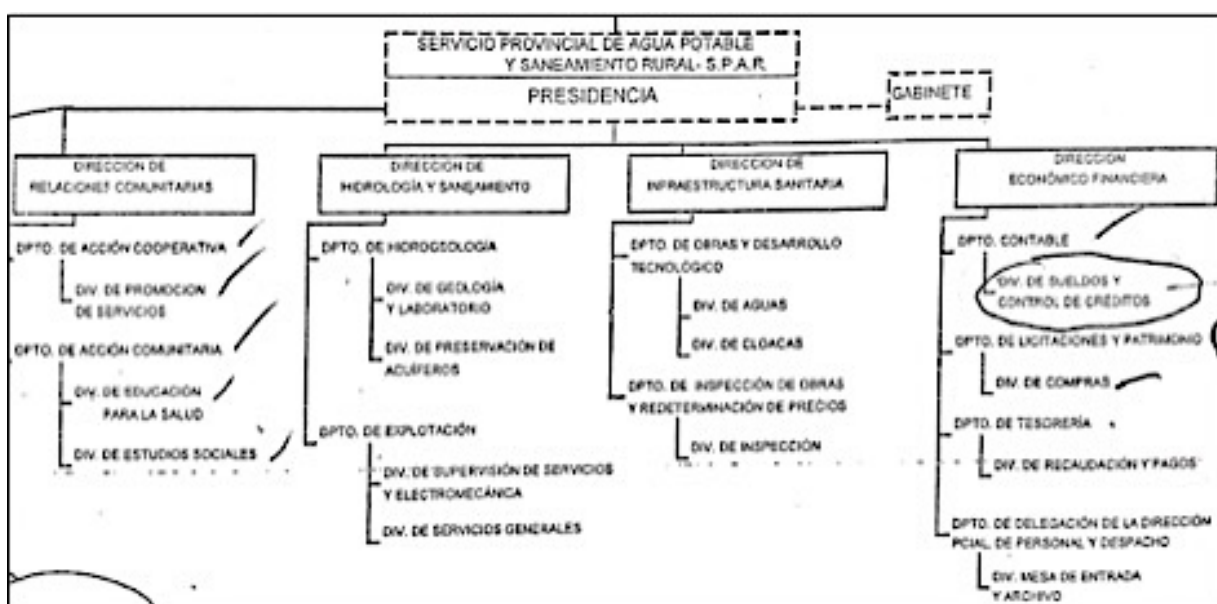 SERVICIO PROVINCIAL DE AGUA POTABLE
Y SANEAMIENTO RURAL- S.P.A.R.
PRESIDENCIA
GABINETE
DIRECCION DE
RELACIONES COMUNITARIAS
DPTO. DE ACCIÓN COOPERATIVA
DIV. DE PROMOCION
DE SERVICIOS
DPTO. DE ACCIÓN COMUNITARIA
DIV. DE EDUCACIÓN
PARA LA SALUD
DIV. DE ESTUDIOS SOCIALES
DIRECCIÓN DE
HIDROLOGÍA Y SANEAMIENTO
DPTO. DE HIDROGEOLOGÍA
DIV. DE GEOLOGÍA
Y LABORATORIO
DIV. DE PRESERVACIÓN DE
ACUÍFEROS
DPTO. DE EXPLOTACIÓN
DIV. DE SUPERVISIÓN DE SERVICIOS
Y ELECTROMECÁNICA
DIV. DE SERVICIOS GENERALES
DIRECCIÓN DE
INFRAESTRUCTURA SANITARIA
DPTO. DE OBRAS Y DESARROLLO
TECNOLÓGICO
DIV. DE AGUAS
DIV. DE CLOACAS
DPTO. DE INSPECCIÓN DE OBRAS
Y REDETERMINACIÓN DE PRECIOS
DIV. DE INSPECCIÓN
DIRECCION
ECONÓMICO FINANCIERA
DPTO. CONTABLE
DIV. DE SUELDOS Y
CONTROL DE CRÉDITOS
DPTO. DE LICITACIONES Y PATRIMONIO
DIV. DE COMPRAS
DPTO. DE TESORERÍA
DIV. DE RECAUDACIÓN Y PAGOS
DPTO. DE DELEGACIÓN DE LA DIRECCIÓN
PCIAL. DE PERSONAL Y DESPACHO
DIV. MESA DE ENTRADA
Y ARCHIVO